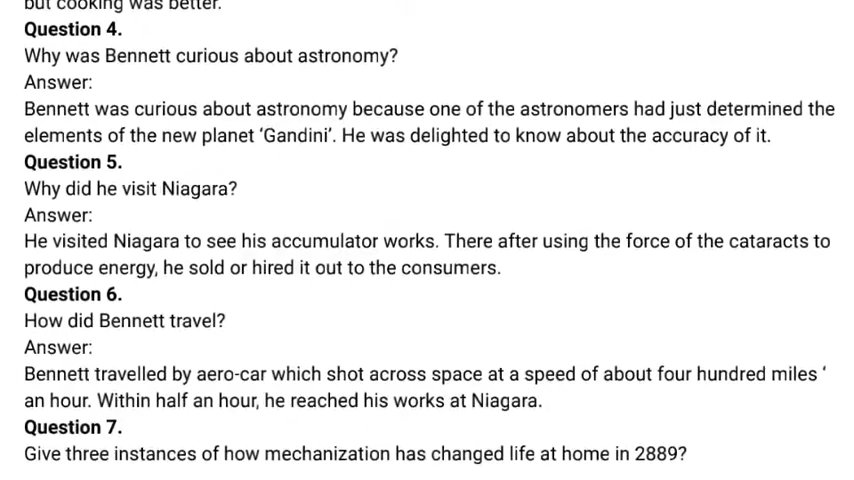 but cooking was better.
Question 4.
Why was Bennett curious about astronomy?
Answer:
Bennett was curious about astronomy because one of the astronomers had just determined the
elements of the new planet ‘Gandini’. He was delighted to know about the accuracy of it.
Question 5.
Why did he visit Niagara?
Answer:
He visited Niagara to see his accumulator works. There after using the force of the cataracts to
produce energy, he sold or hired it out to the consumers.
Question 6.
How did Bennett travel?
Answer:
Bennett travelled by aero-car which shot across space at a speed of about four hundred miles ‘
an hour. Within half an hour, he reached his works at Niagara.
Question 7.
Give three instances of how mechanization has changed life at home in 2889?